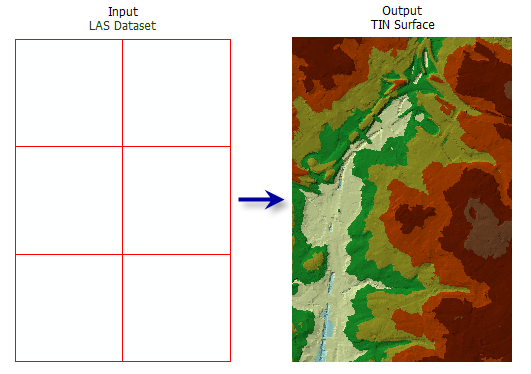 Input
LAS Dataset
Output
TIN Surface